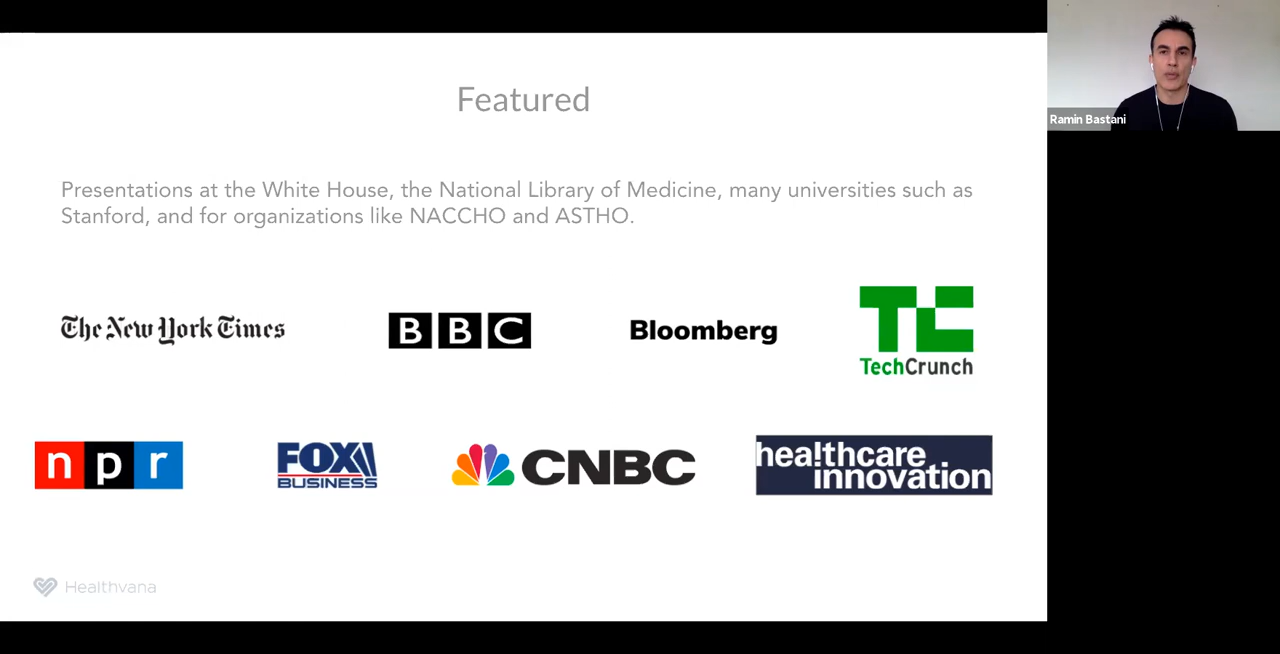 Featured
Ramin Bastani
Presentations at the White House, the National Library of Medicine, many universities such as
Stanford, and for organizations like NACCHO and ASTHO.
The New York Times
BBC
Bloomberg
TC
TechCrunch
npr
FOX
BUSINESS
CNBC
healthcare
innovation
Healthvana